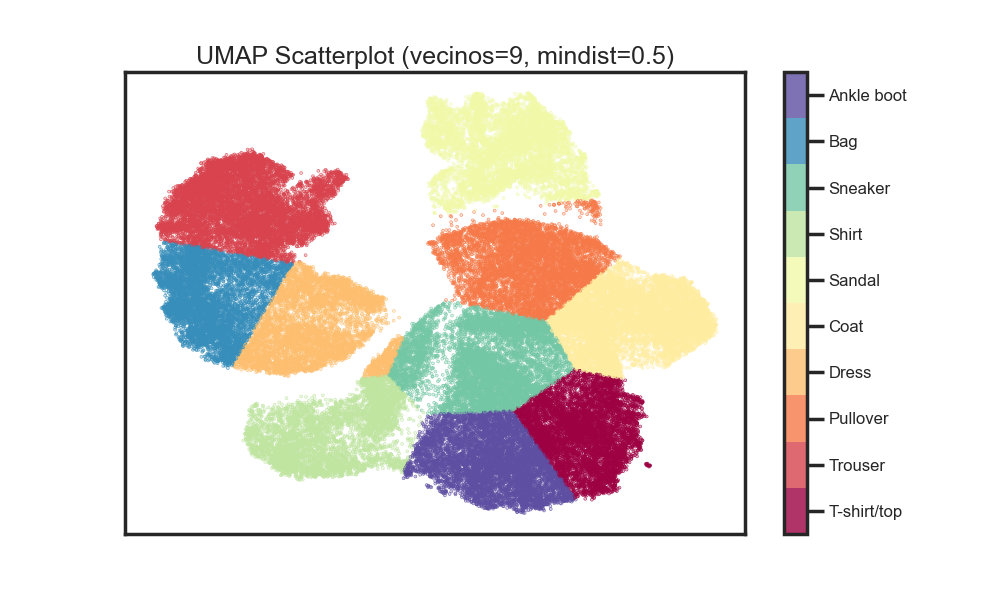 UMAP Scatterplot (vecinos=9, mindist=0.5)
Ankle boot
Bag
Sneaker
Shirt
Sandal
Coat
Dress
Pullover
Trouser
T-shirt/top